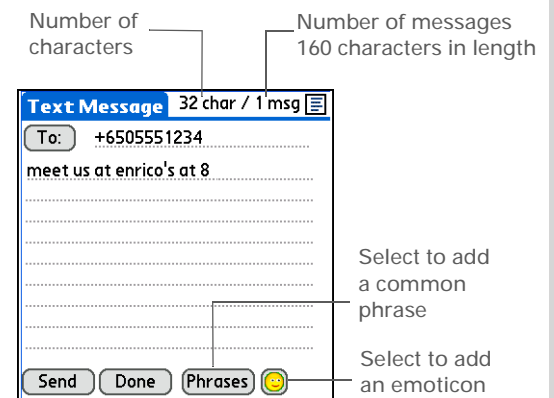 Number of
characters
Number of messages
160 characters in length
Text Message 32 char / 1 msg
To: +6505551234
meet us at enrico's at 8
Select to add
a common
phrase
Select to add
an emoticon
Send Done Phrases